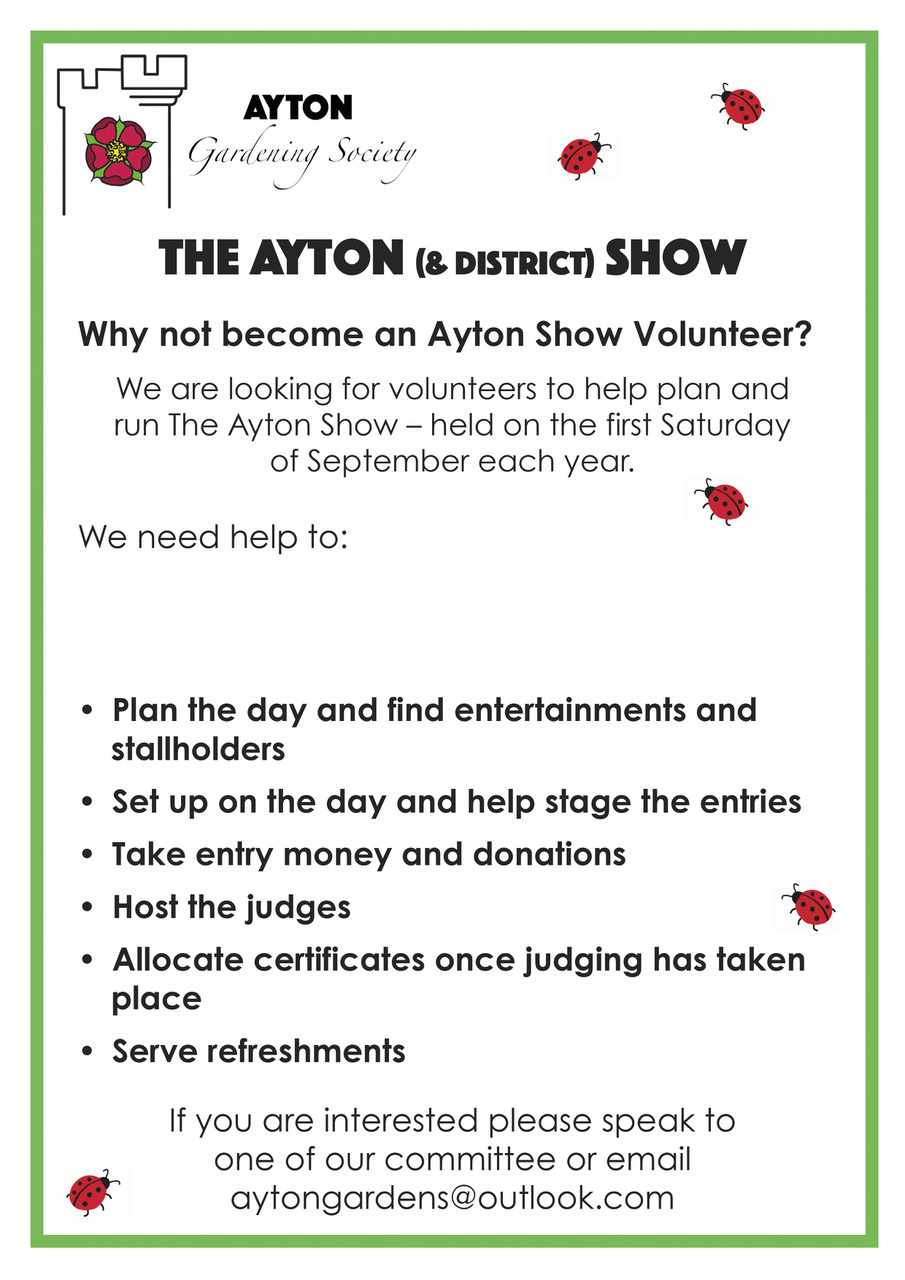 AYTON
Gardening Society
THE AYTON (& DISTRICT) SHOW
Why not become an Ayton Show Volunteer?
We are looking for volunteers to help plan and
run The Ayton Show – held on the first Saturday
of September each year.
We need help to:
• Plan the day and find entertainments and
stallholders
• Set up on the day and help stage the entries
• Take entry money and donations
• Host the judges
• Allocate certificates once judging has taken
place
• Serve refreshments
If you are interested please speak to
one of our committee or email
aytongardens@outlook.com